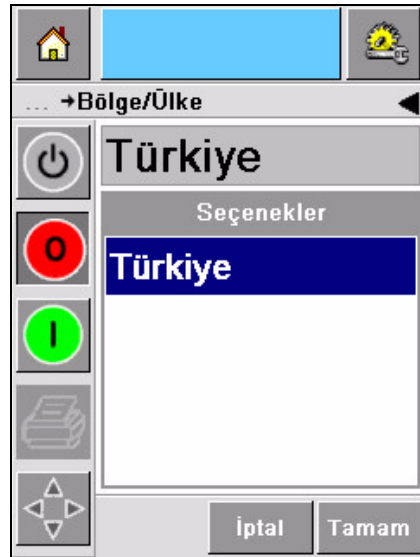 ... →Bölge/Ülke
Türkiye
Seçenekler
Türkiye
O
I
İptal
Tamam